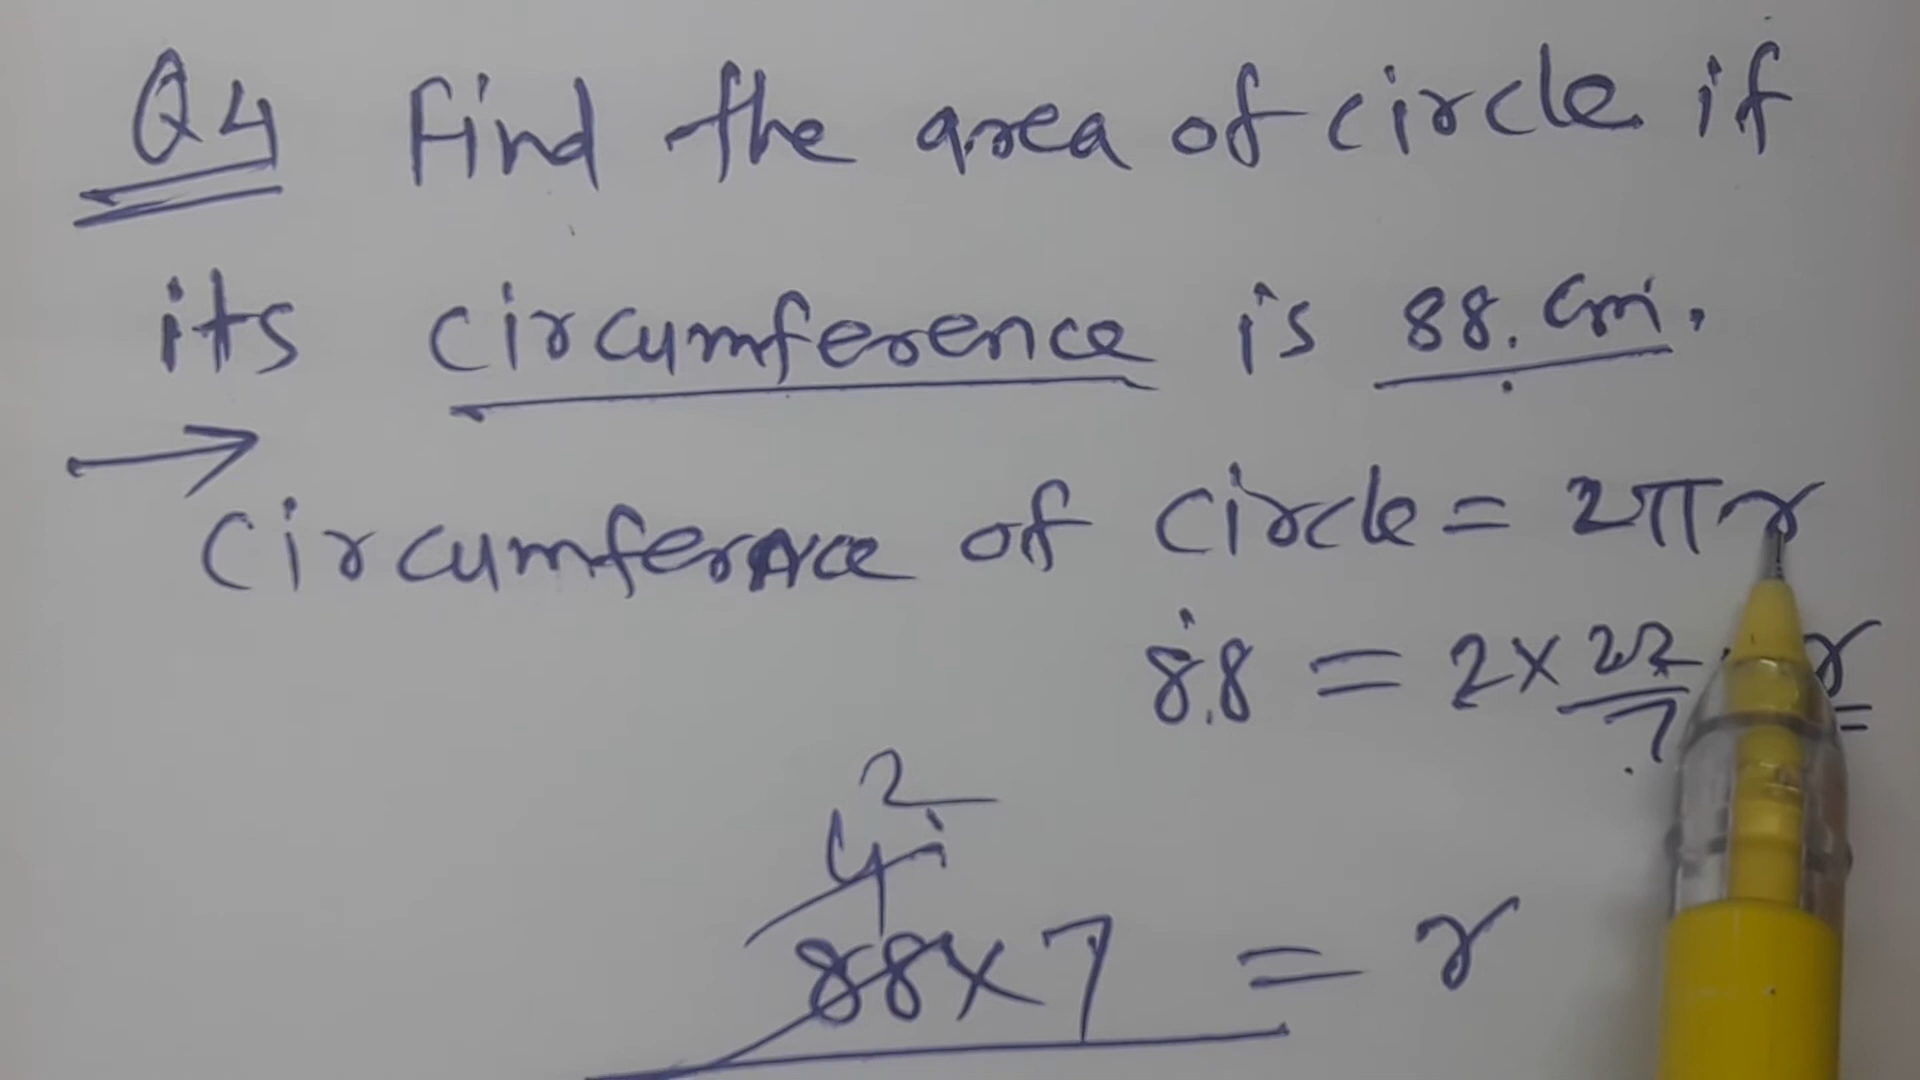 Q4 Find the area of circle if
its circumference is 88. cm.
→
Circumference of circle = 2πr
88 = 2 × 22/7 r
2
4
88 × 7 = r